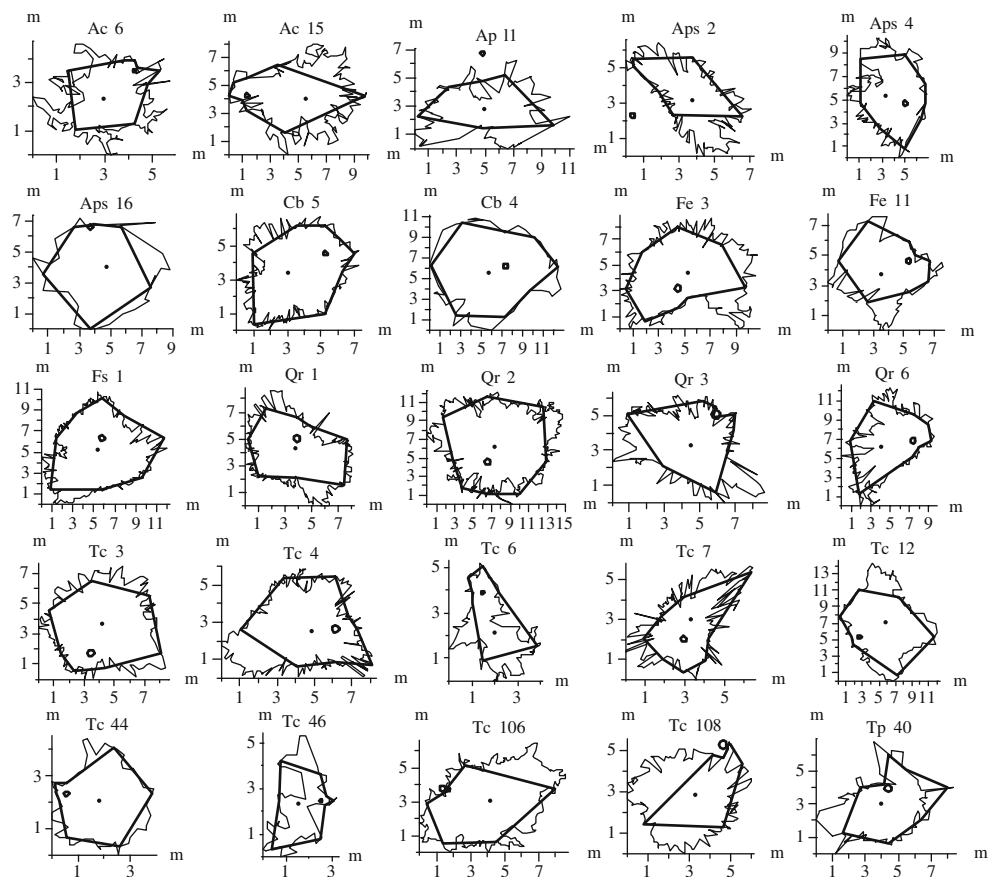 m m m m m
Ac 6 Ac 15 Ap 11 Aps 2 Aps 4
3 1 7 5 3 1 7 5 3 1 5 3 1 9 7 5 4 1
1 3 5 m 1 3 5 7 9 m 1 3 5 7 9 11 m 1 3 5 7 m 1 3 5 7 m
m m m m m
Aps 16 Cb 5 Cb 4 Fe 3 Fe 11
7 5 4 3 1 5 3 1 11 9 7 6 5 3 1 7 5 3 1 7 5 3 1
1 3 5 7 9 m 1 3 5 7 m 1 3 5 7 9 12 m 1 3 5 7 9 m 1 3 5 7 m
m m m m m
Fs 1 Qr 1 Qr 2 Qr 3 Qr 6
11 9 7 5 3 1 7 5 3 1 11 9 7 5 3 1 5 3 1 11 9 7 5 3 1
1 3 5 7 9 11 m 1 3 5 7 m 1 3 5 7 9 11 13 15 m 1 3 5 7 m 1 3 5 7 9 m
m m m m m
Tc 3 Tc 4 Tc 6 Tc 7 Tc 12
7 5 3 1 5 3 1 5 3 1 5 3 1 13 11 9 7 5 3 1
1 3 5 7 m 1 3 5 7 m 1 3 m 1 3 5 m 1 3 5 7 9 11 m
m m m m m
Tc 44 Tc 46 Tc 106 Tc 108 Tp 40
3 1 5 3 1 5 3 1 5 3 1 5 3 1
1 3 m 1 3 m 1 3 5 7 m 1 3 5 m 1 3 5 7 m